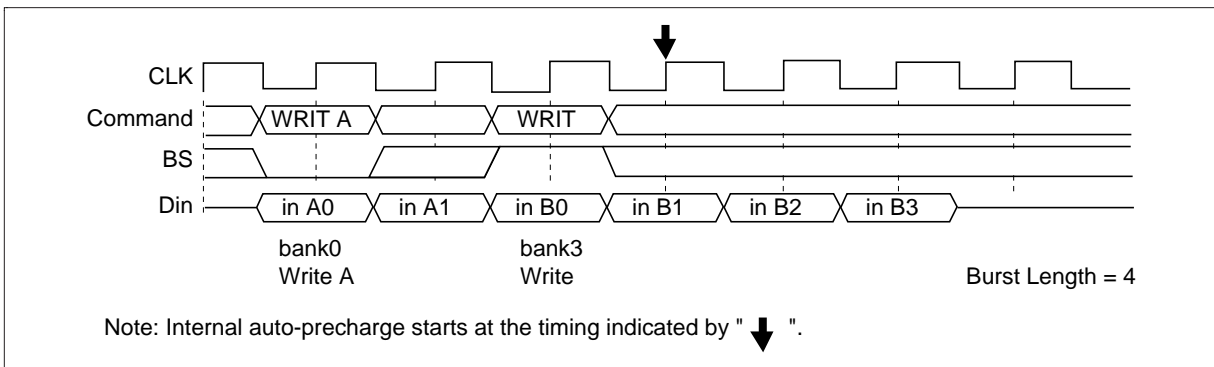 CLK
Command WRIT A WRIT
BS
Din in A0 in A1 in B0 in B1 in B2 in B3
bank0 bank3
Write A Write Burst Length = 4
Note: Internal auto-precharge starts at the timing indicated by " ".